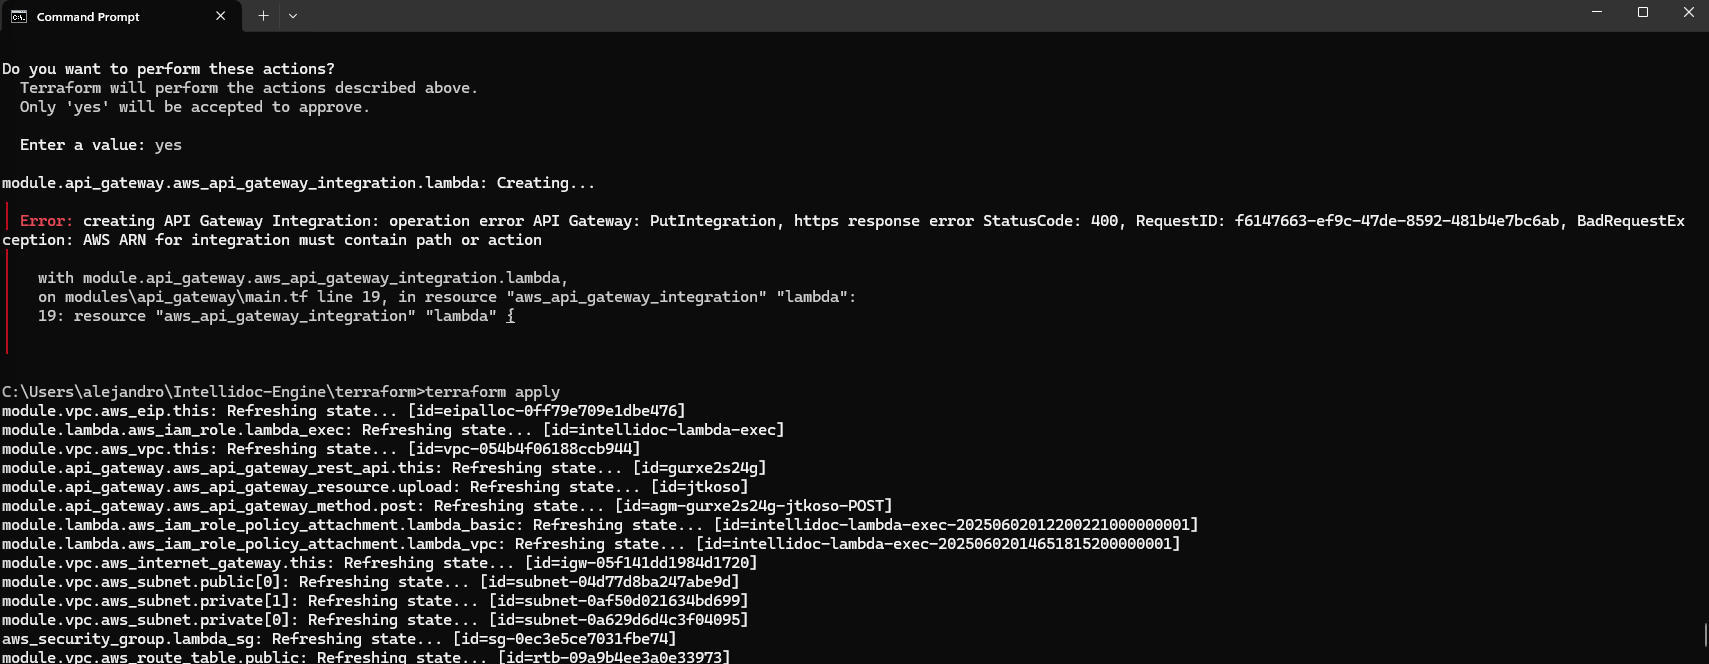 Command Prompt
Do you want to perform these actions?
Terraform will perform the actions described above.
Only 'yes' will be accepted to approve.
Enter a value: yes
module.api_gateway.aws_api_gateway_integration.lambda: Creating...
Error: creating API Gateway Integration: operation error API Gateway: PutIntegration, https response error StatusCode: 400, RequestID: f6147663-ef9c-47de-8592-481b4e7bc6ab, BadRequestEx
ception: AWS ARN for integration must contain path or action
with module.api_gateway.aws_api_gateway_integration.lambda,
on modules\api_gateway\main.tf line 19, in resource "aws_api_gateway_integration" "lambda":
19: resource "aws_api_gateway_integration" "lambda" {
C:\Users\alejandro\Intellidoc-Engine\terraform>terraform apply
module.vpc.aws_eip.this: Refreshing state... [id=eipalloc-0ff79e709e1dbe476]
module.lambda.aws_iam_role.lambda_exec: Refreshing state... [id=intellidoc-lambda-exec]
module.vpc.aws_vpc.this: Refreshing state... [id=vpc-054b4f06188ccb944]
module.api_gateway.aws_api_gateway_rest_api.this: Refreshing state... [id=gurxe2s24g]
module.api_gateway.aws_api_gateway_resource.upload: Refreshing state... [id=jtkoso]
module.api_gateway.aws_api_gateway_method.post: Refreshing state... [id=agm-gurxe2s24g-jtkoso-POST]
module.lambda.aws_iam_role_policy_attachment.lambda_basic: Refreshing state... [id=intellidoc-lambda-exec-20250602012200221000000001]
module.lambda.aws_iam_role_policy_attachment.lambda_vpc: Refreshing state... [id=intellidoc-lambda-exec-20250602014651815200000001]
module.vpc.aws_internet_gateway.this: Refreshing state... [id=igw-05f141dd1984d1720]
module.vpc.aws_subnet.public[0]: Refreshing state... [id=subnet-04d77d8ba247abe9d]
module.vpc.aws_subnet.private[1]: Refreshing state... [id=subnet-0af50d021634bd699]
module.vpc.aws_subnet.private[0]: Refreshing state... [id=subnet-0a629d6d4c3f04095]
aws_security_group.lambda_sg: Refreshing state... [id=sg-0ec3e5ce7031fbe74]
module.vpc.aws_route_table.public: Refreshing state... [id=rtb-09a9b4ee3a0e33973]